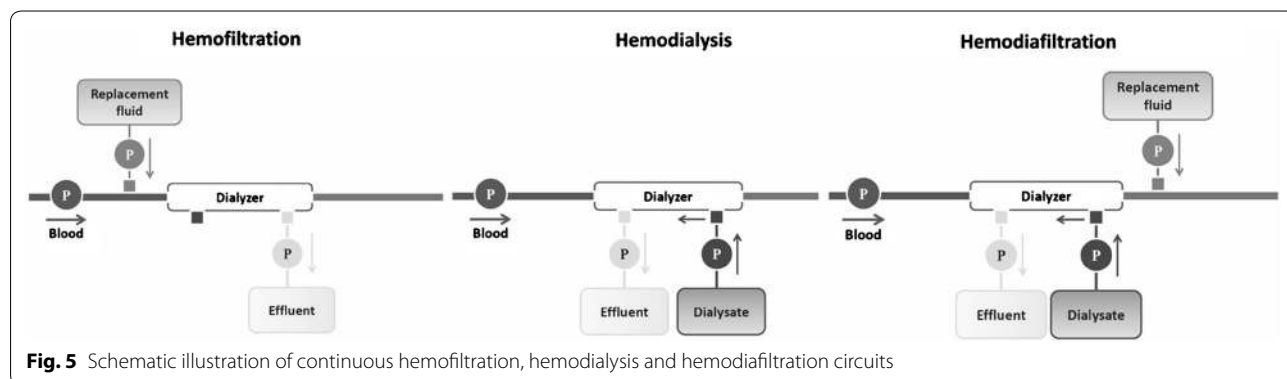 Hemofiltration
Replacement
fluid
P
P
Dialyzer
Blood
P
Effluent
Hemodialysis
P
Dialyzer
Blood
P
P
Effluent
Dialysate
Hemodiafiltration
Replacement
fluid
P
P
Dialyzer
Blood
P
P
Effluent
Dialysate
Fig. 5 Schematic illustration of continuous hemofiltration, hemodialysis and hemodiafiltration circuits